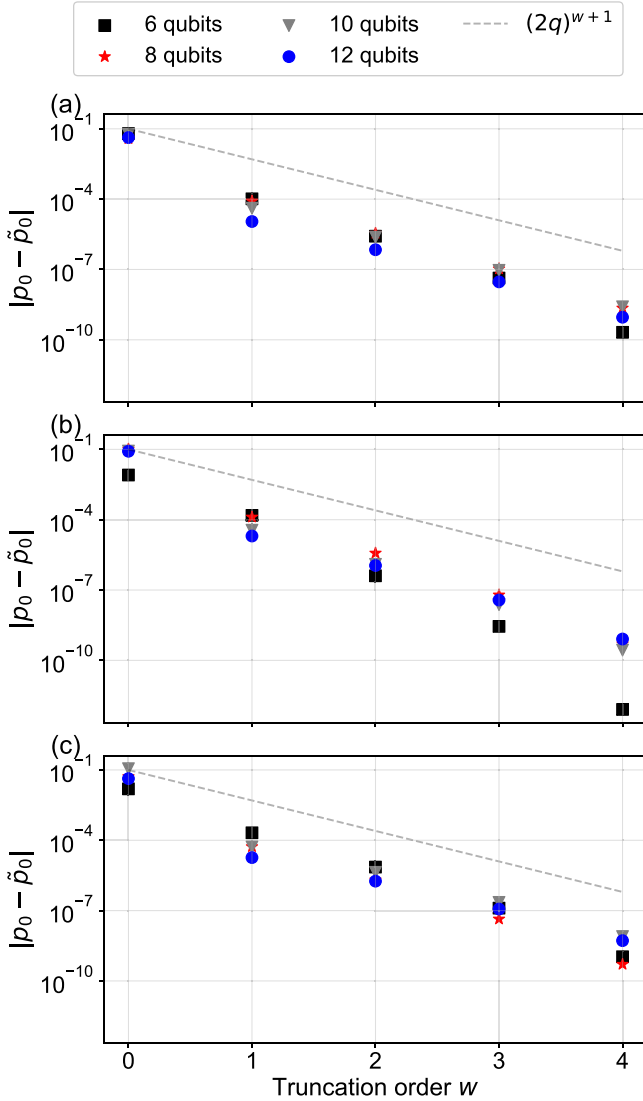 6 qubits 10 qubits (2q)^{w+1}
8 qubits 12 qubits
(a)
10^{-1}
10^{-4}
10^{-7}
10^{-10}
|p_0 − p̃_0|
(b)
10^{-1}
10^{-4}
10^{-7}
10^{-10}
|p_0 − p̃_0|
(c)
10^{-1}
10^{-4}
10^{-7}
10^{-10}
|p_0 − p̃_0|
0 1 2 3 4
Truncation order w